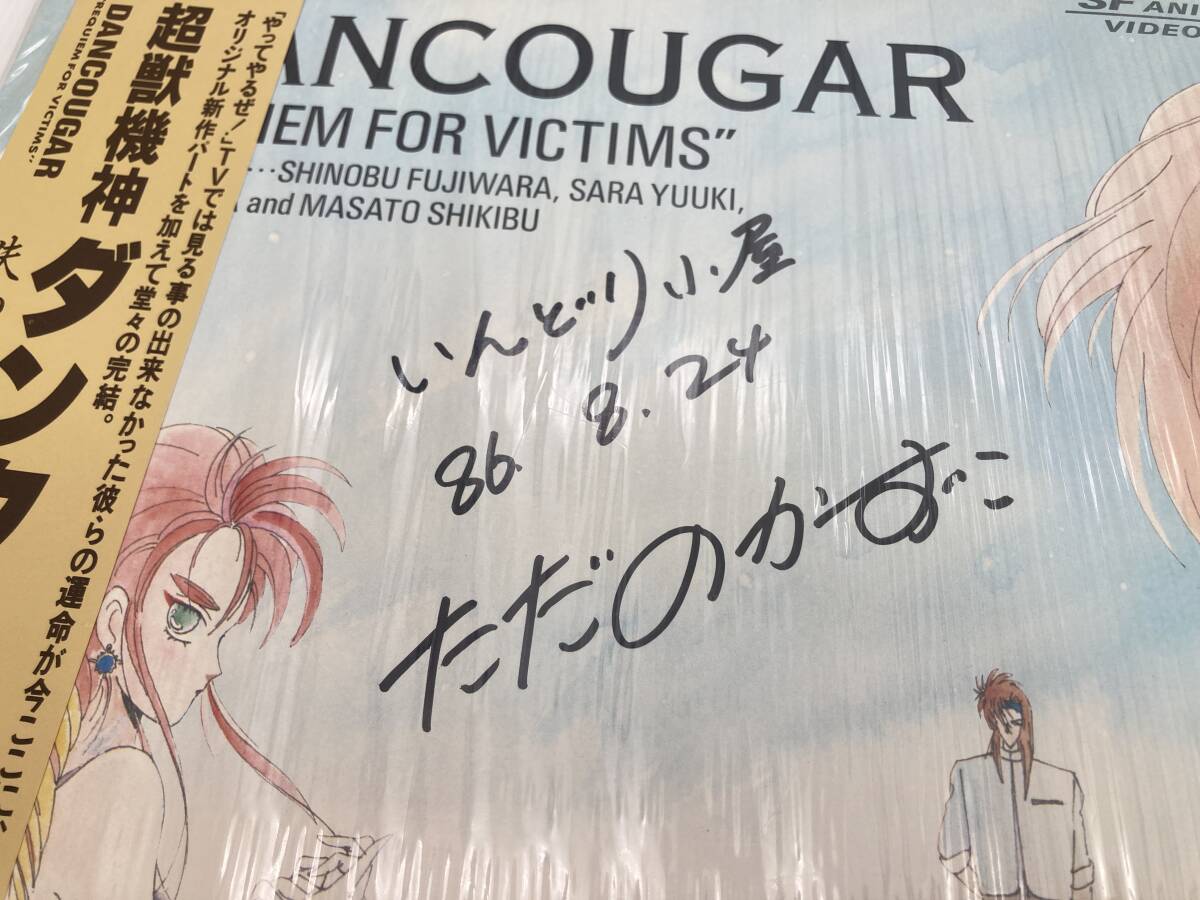 「やってやるぜ!」TVでは見る事の出来なかった彼らの運命が今ここに、
オリジナル新作パートを加えて堂々の完結。
超獣機神
ダンク
DANCOUGAR
"REQUIEM FOR VICTIMS"
ANCOUGAR
IEM FOR VICTIMS"
…SHINOBU FUJIWARA, SARA YUUKI,
and MASATO SHIKIBU
SF ANI
VIDEO
いんどり小屋
86. 8. 24
ただのかずこ